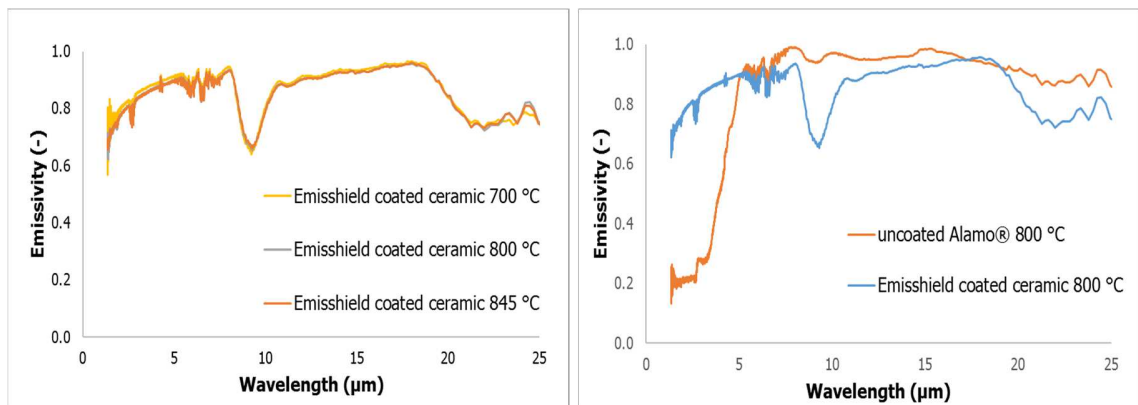 1.0
0.8
0.6
0.4
0.2
0.0
Emissivity (-)
Emisshield coated ceramic 700 °C
Emisshield coated ceramic 800 °C
Emisshield coated ceramic 845 °C
0 5 10 15 20 25
Wavelength (µm)
1.0
0.8
0.6
0.4
0.2
0.0
Emissivity (-)
uncoated Alamo® 800 °C
Emisshield coated ceramic 800 °C
0 5 10 15 20 25
Wavelength (µm)